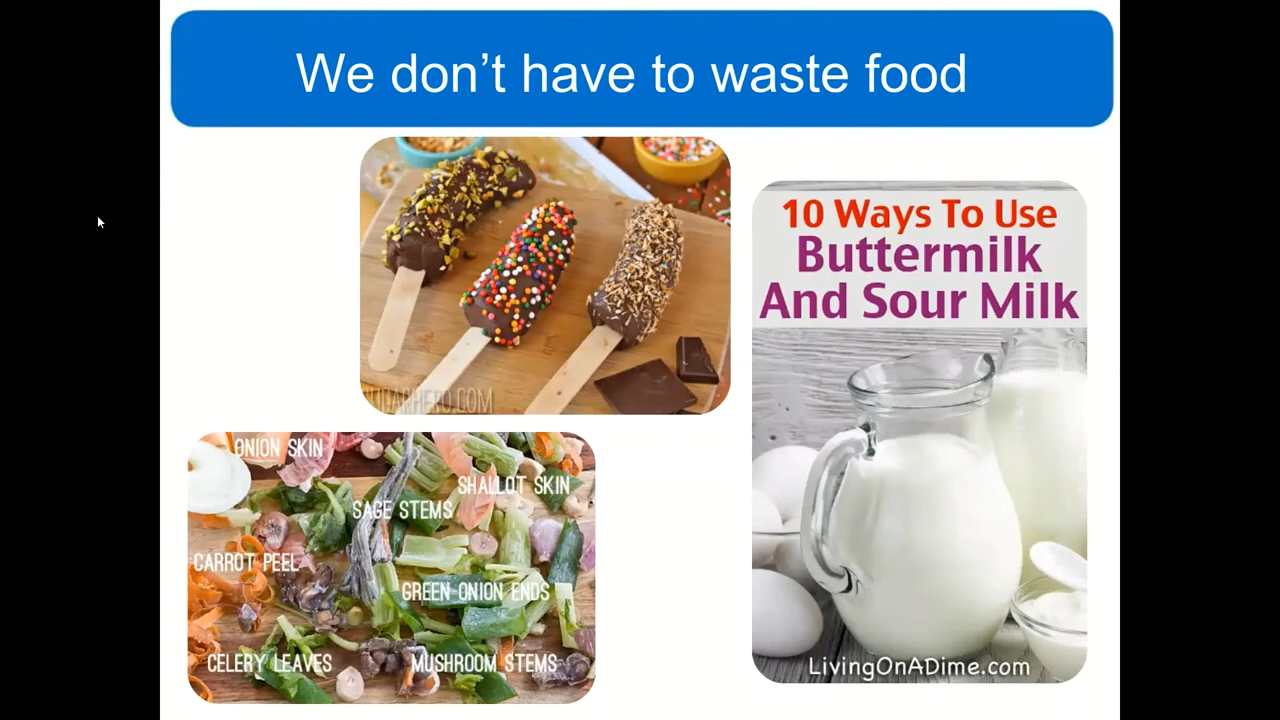 We don’t have to waste food
10 Ways To Use
Buttermilk
And Sour Milk
ONION SKIN
SHALLOT SKIN
SAGE STEMS
CARROT PEEL
GREEN ONION ENDS
CELERY LEAVES
MUSHROOM STEMS
LivingOnADime.com